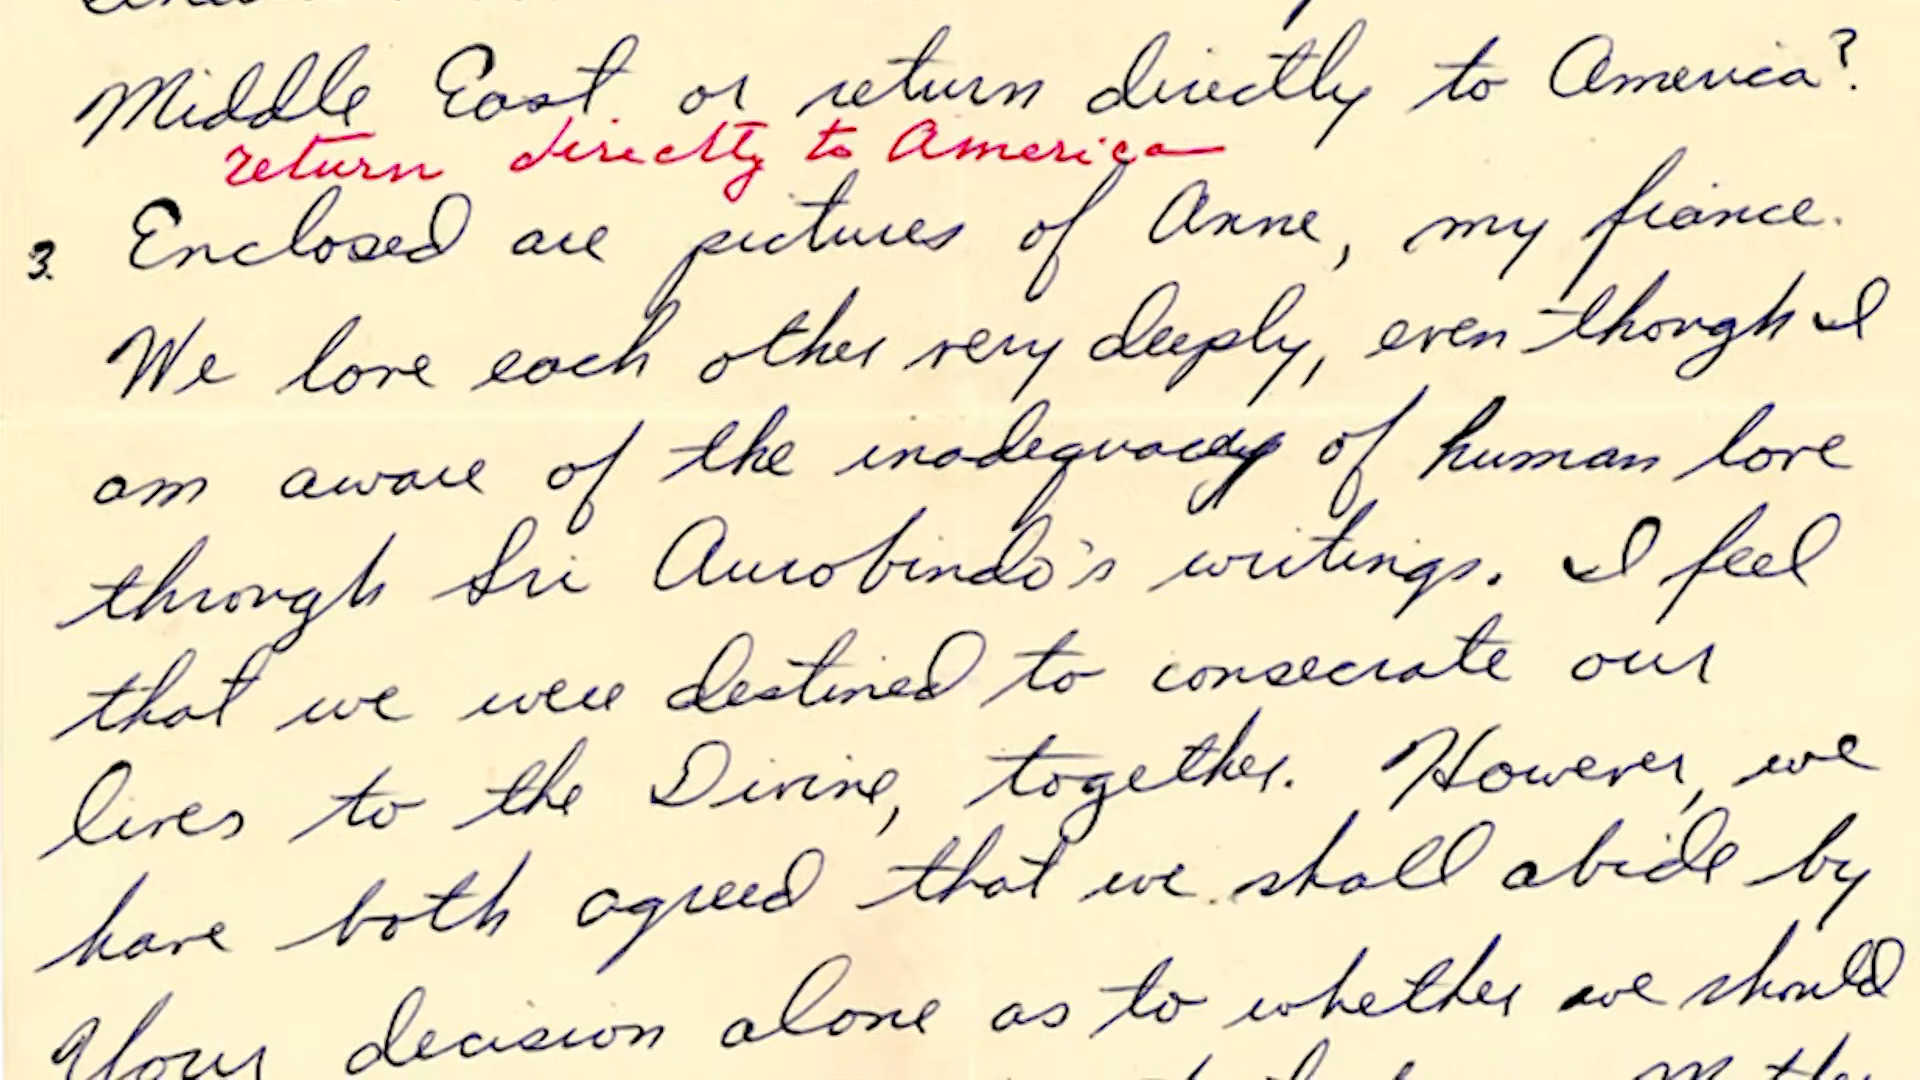 Middle East or return directly to America?
return directly to America
3. Enclosed are pictures of Anne, my fiance.
We love each other very deeply, even though I
am aware of the inadequacy of human love
through Sri Aurobindo's writings. I feel
that we were destined to consecrate our
lives to the Divine, together. However, we
have both agreed that we shall abide by
Your decision alone as to whether we should